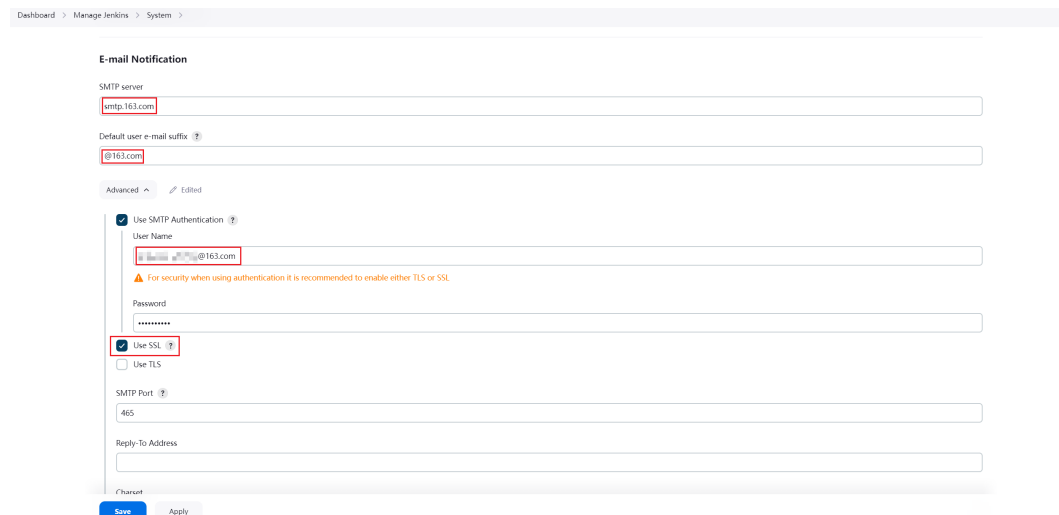 Dashboard > Manage Jenkins > System >
E-mail Notification
SMTP server
smtp.163.com
Default user e-mail suffix ?
@163.com
Advanced ^ Edited
Use SMTP Authentication ?
User Name
@163.com
For security when using authentication it is recommended to enable either TLS or SSL
Password
••••••••••
Use SSL ?
Use TLS
SMTP Port ?
465
Reply-To Address
Charset
Save Apply